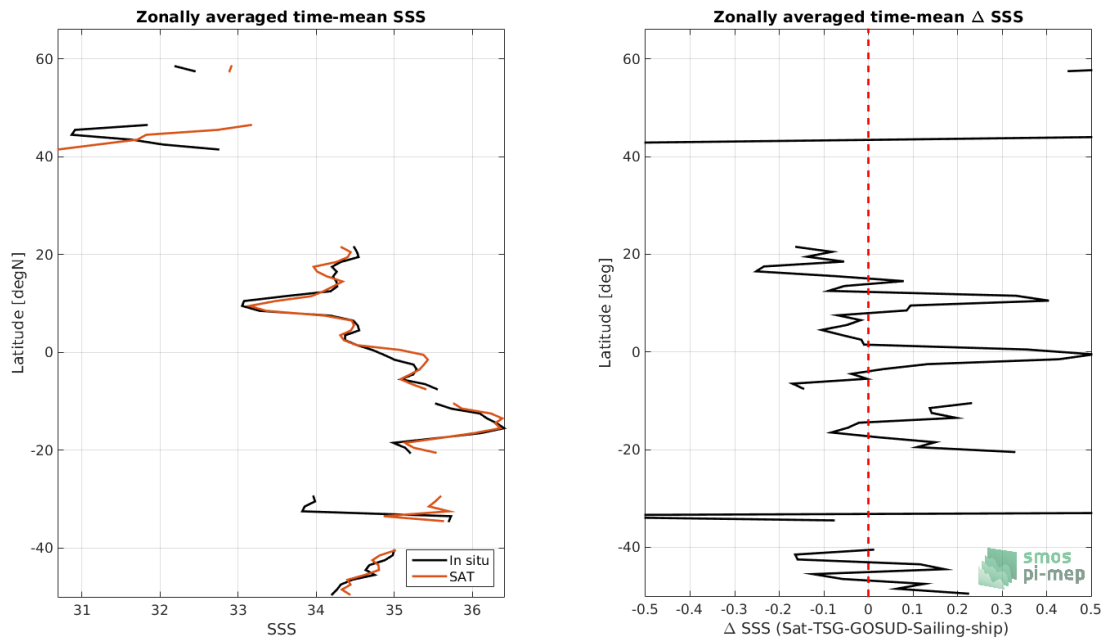 Zonally averaged time-mean SSS
60
40
20
0
-20
-40
Latitude [degN]
31
32
33
34
35
36
SSS
In situ
SAT
Zonally averaged time-mean Δ SSS
60
40
20
0
-20
-40
Latitude [deg]
-0.5
-0.4
-0.3
-0.2
-0.1
0
0.1
0.2
0.3
0.4
0.5
Δ SSS (Sat-TSG-GOSUD-Sailing-ship)
smos
pi-mep